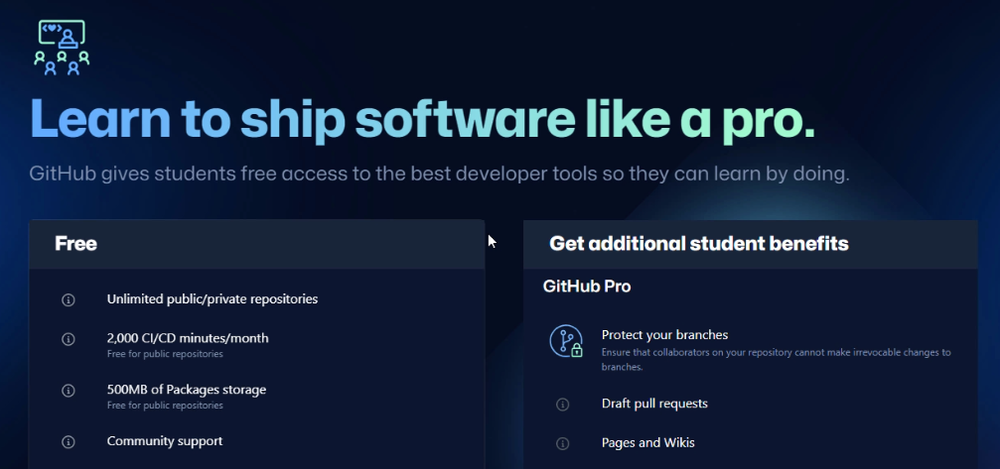 Learn to ship software like a pro.
GitHub gives students free access to the best developer tools so they can learn by doing.
Free
Unlimited public/private repositories
2,000 CI/CD minutes/month
Free for public repositories
500MB of Packages storage
Free for public repositories
Community support
Get additional student benefits
GitHub Pro
Protect your branches
Ensure that collaborators on your repository cannot make irrevocable changes to
branches.
Draft pull requests
Pages and Wikis